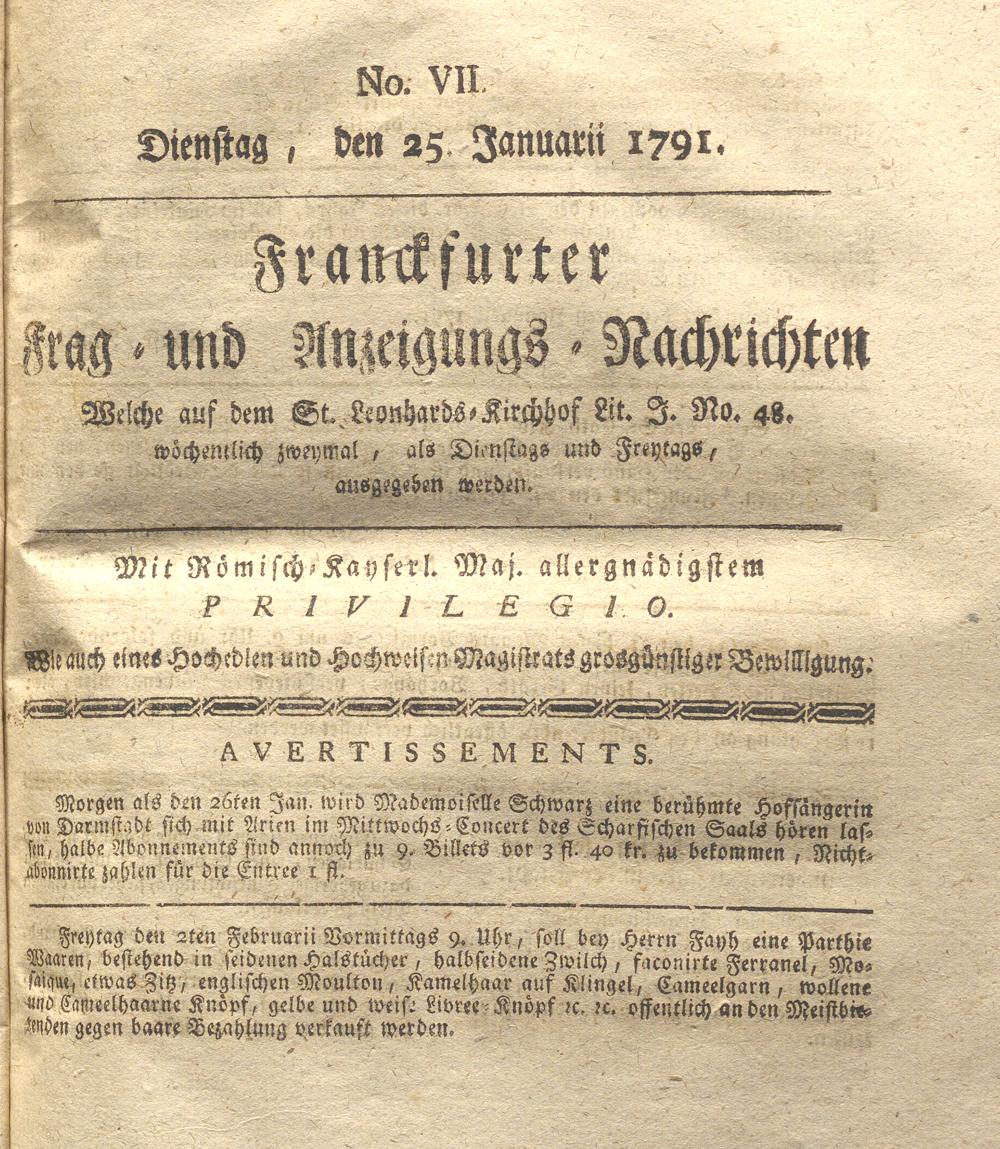 No. VII.
Dienstag, den 25. Januarii 1791.
Franckfurter
Frag- und Anzeigungs-Nachrichten
Welche auf dem St. Leonhards-Kirchhof Lit. J. No. 48.
wöchentlich zweymal, als Dienstags und Freytags,
ausgegeben werden.
Mit Römisch-Kayserl. Maj. allergnädigstem
PRIVILEGIO.
Wie auch eines Hochedlen und Hochweisen Magistrats grosgünstiger Bewilligung.
AVERTISSEMENTS.
Morgen als den 26ten Jan. wird Mademoiselle Schwarz eine berühmte Hofsängerin
von Darmstadt sich mit Arien im Mittwochs-Concert des Scharfischen Saals hören las-
sen, halbe Abonnements sind annoch zu 9. Billets vor 3 fl. 40 kr. zu bekommen, Nicht-
abonnirte zahlen für die Entree 1 fl.
Freytag den 2ten Februarii Vormittags 9. Uhr, soll bey Herrn Fayh eine Parthie
Waaren, bestehend in seidenen Halstücher, halbseidene Zwilch, faconirte Ferranel, Mo-
saique, etwas Zitz, englischen Moulton, Kamelhaar auf Klingel, Cameelgarn, wollene
und Cameelhaarne Knöpf, gelbe und weise Libree-Knöpf ꝛc. ꝛc. offentlich an den Meistbie-
tenden gegen baare Bezahlung verkauft werden.